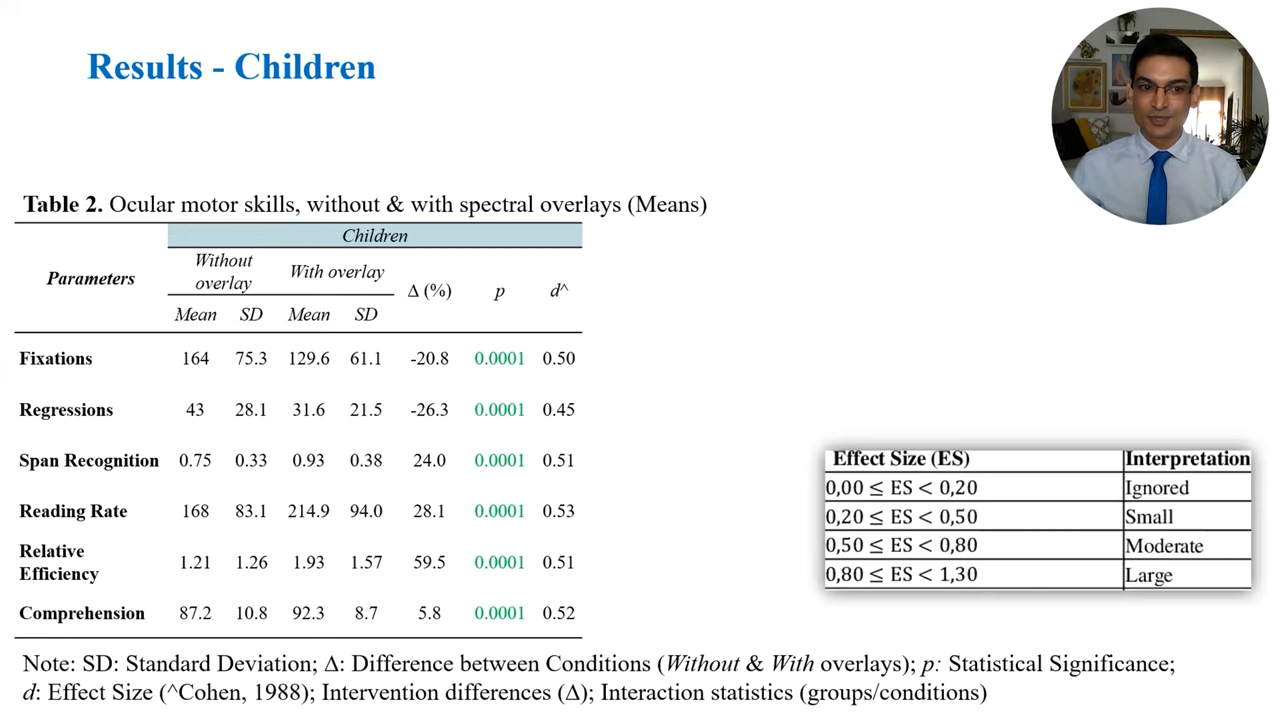 Results - Children
Table 2. Ocular motor skills, without & with spectral overlays (Means)
Children
Parameters
Without overlay
With overlay
Δ (%)
p
d^
Mean SD Mean SD
Fixations 164 75.3 129.6 61.1 -20.8 0.0001 0.50
Regressions 43 28.1 31.6 21.5 -26.3 0.0001 0.45
Span Recognition 0.75 0.33 0.93 0.38 24.0 0.0001 0.51
Reading Rate 168 83.1 214.9 94.0 28.1 0.0001 0.53
Relative Efficiency 1.21 1.26 1.93 1.57 59.5 0.0001 0.51
Comprehension 87.2 10.8 92.3 8.7 5.8 0.0001 0.52
Effect Size (ES) Interpretation
0,00 ≤ ES < 0,20 Ignored
0,20 ≤ ES < 0,50 Small
0,50 ≤ ES < 0,80 Moderate
0,80 ≤ ES < 1,30 Large
Note: SD: Standard Deviation; Δ: Difference between Conditions (Without & With overlays); p: Statistical Significance;
d: Effect Size (^Cohen, 1988); Intervention differences (Δ); Interaction statistics (groups/conditions)